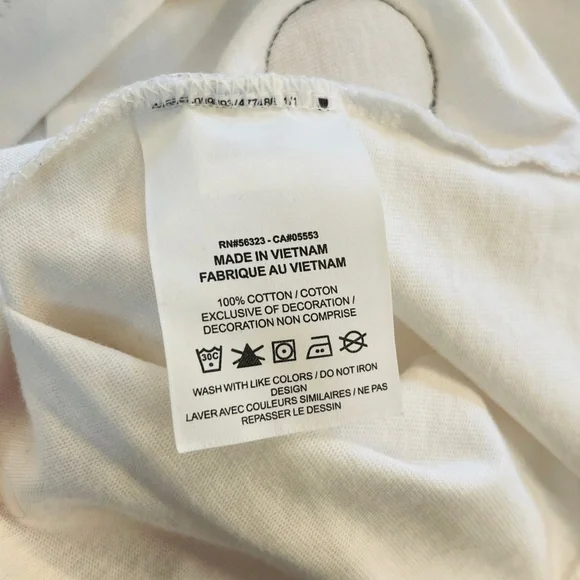 RN#56323 - CA#05553
MADE IN VIETNAM
FABRIQUE AU VIETNAM
100% COTTON / COTON
EXCLUSIVE OF DECORATION /
DECORATION NON COMPRISE
30C
WASH WITH LIKE COLORS / DO NOT IRON
DESIGN
LAVER AVEC COULEURS SIMILAIRES / NE PAS
REPASSER LE DESSIN